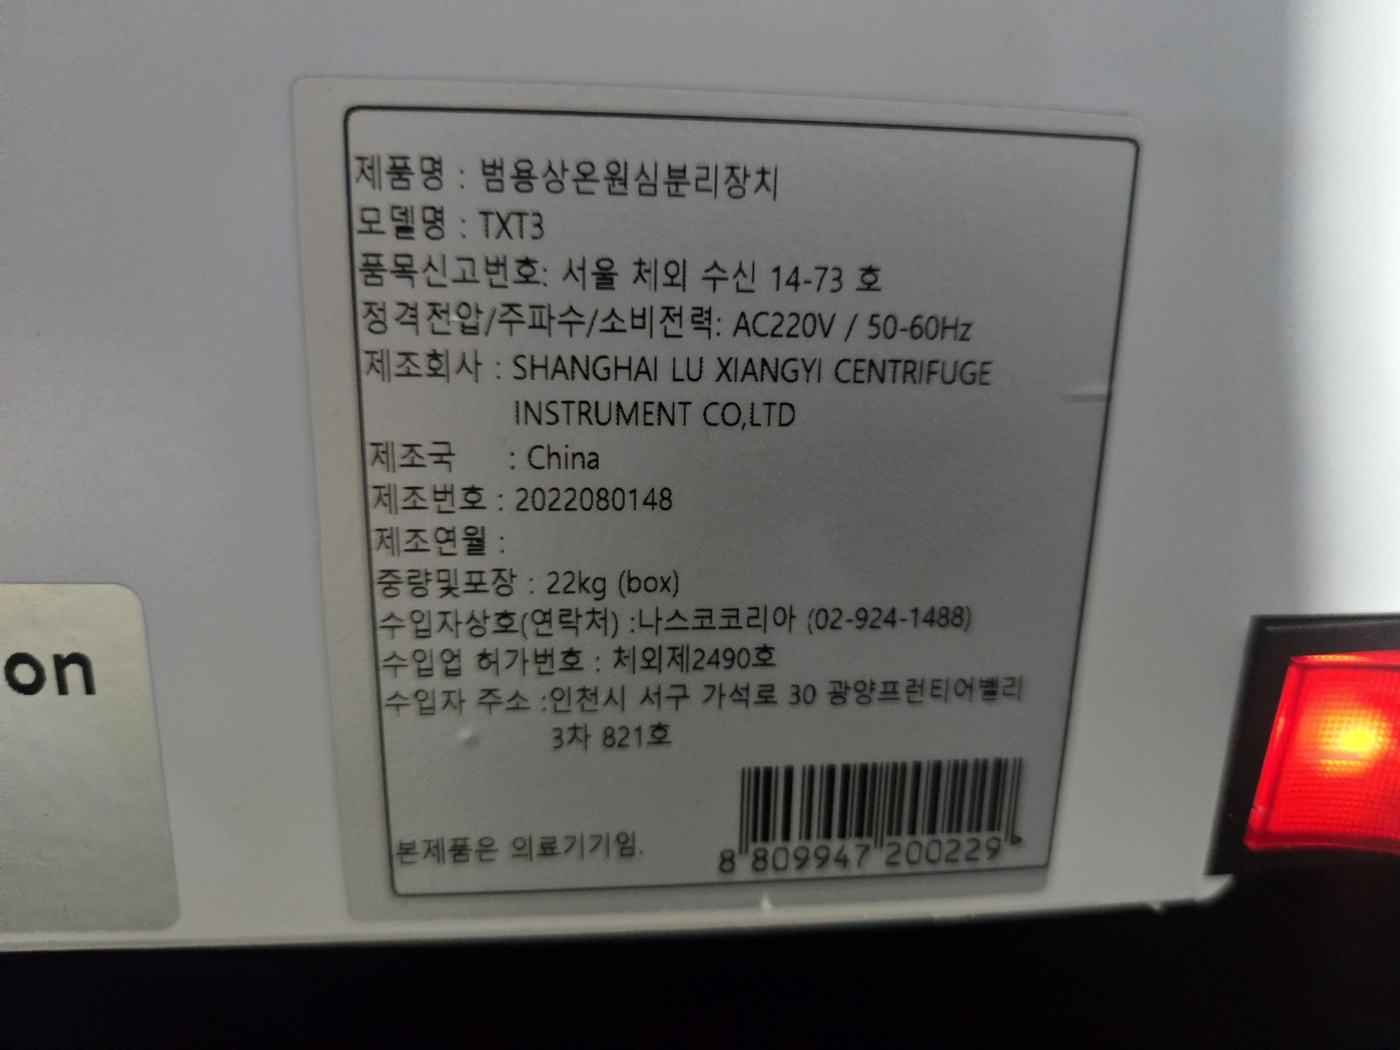 제품명 : 범용상온원심분리장치
모델명 : TXT3
품목신고번호: 서울 체외 수신 14-73 호
정격전압/주파수/소비전력: AC220V / 50-60Hz
제조회사 : SHANGHAI LU XIANGYI CENTRIFUGE
INSTRUMENT CO,LTD
제조국 : China
제조번호 : 2022080148
제조연월 :
중량및포장 : 22kg (box)
수입자상호(연락처) :나스코코리아 (02-924-1488)
수입업 허가번호 : 체외제2490호
수입자 주소 :인천시 서구 가석로 30 광양프런티어밸리
3차 821호
본제품은 의료기기임.
8 809947 200229
on